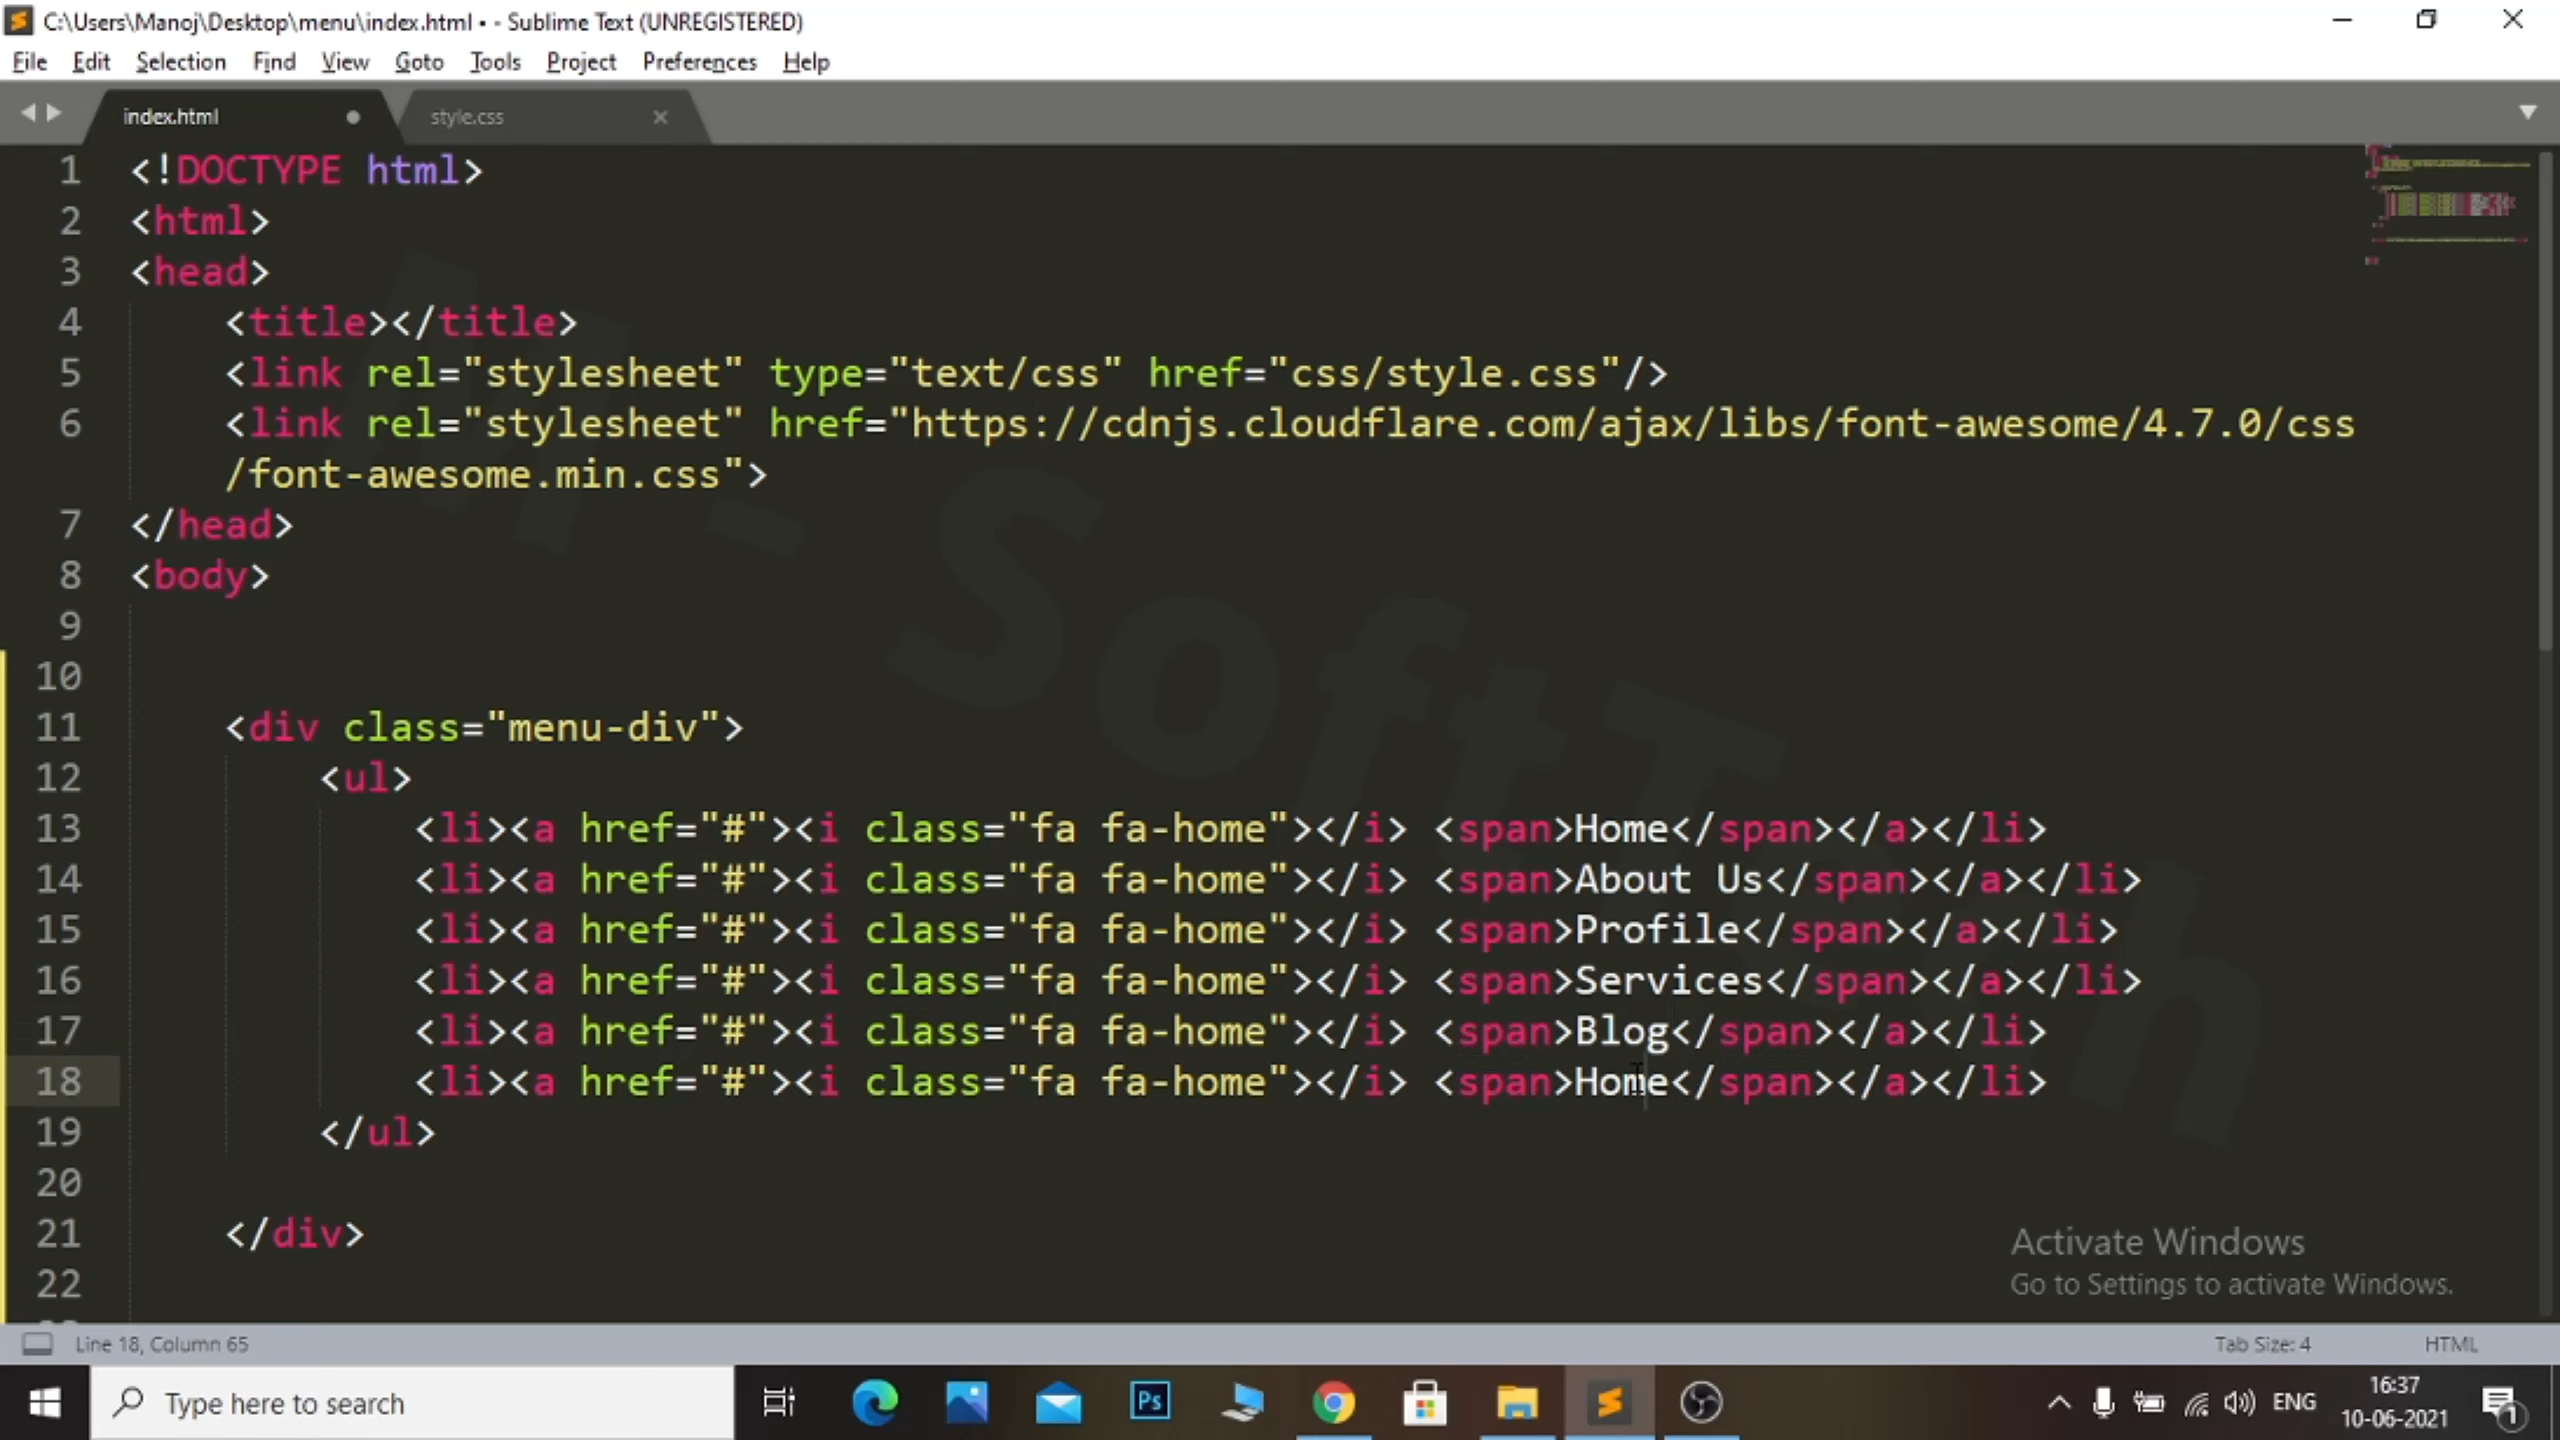 C:\Users\Manoj\Desktop\menu\index.html • - Sublime Text (UNREGISTERED)
File Edit Selection Find View Goto Tools Project Preferences Help
index.html style.css
1 <!DOCTYPE html>
2 <html>
3 <head>
4 <title></title>
5 <link rel="stylesheet" type="text/css" href="css/style.css"/>
6 <link rel="stylesheet" href="https://cdnjs.cloudflare.com/ajax/libs/font-awesome/4.7.0/css
/font-awesome.min.css">
7 </head>
8 <body>
9
10
11 <div class="menu-div">
12 <ul>
13 <li><a href="#"><i class="fa fa-home"></i> <span>Home</span></a></li>
14 <li><a href="#"><i class="fa fa-home"></i> <span>About Us</span></a></li>
15 <li><a href="#"><i class="fa fa-home"></i> <span>Profile</span></a></li>
16 <li><a href="#"><i class="fa fa-home"></i> <span>Services</span></a></li>
17 <li><a href="#"><i class="fa fa-home"></i> <span>Blog</span></a></li>
18 <li><a href="#"><i class="fa fa-home"></i> <span>Home</span></a></li>
19 </ul>
20
21 </div>
22
M - SoftTech
Activate Windows
Go to Settings to activate Windows.
Line 18, Column 65 Tab Size: 4 HTML
Type here to search
Ps
ENG
16:37
10-06-2021
1